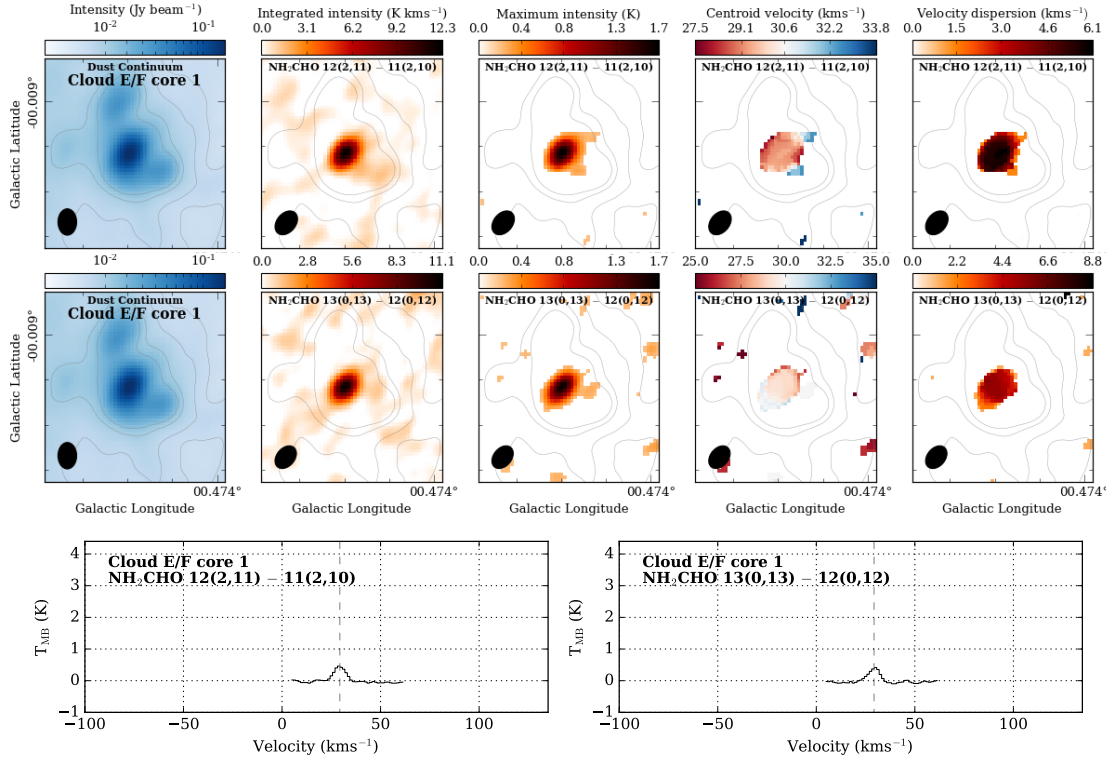 Intensity (Jy beam⁻¹) Integrated intensity (K kms⁻¹) Maximum intensity (K) Centroid velocity (kms⁻¹) Velocity dispersion (kms⁻¹)
10⁻² 10⁻¹ 0.0 3.1 6.2 9.2 12.3 0.0 0.4 0.8 1.3 1.7 27.5 29.1 30.6 32.2 33.8 0.0 1.5 3.0 4.6 6.1
Dust Continuum NH₂CHO 12(2,11) − 11(2,10) NH₂CHO 12(2,11) − 11(2,10) NH₂CHO 12(2,11) − 11(2,10) NH₂CHO 12(2,11) − 11(2,10)
Cloud E/F core 1
-00.009°
Galactic Latitude
10⁻² 10⁻¹ 0.0 2.8 5.6 8.3 11.1 0.0 0.4 0.8 1.3 1.7 25.0 27.5 30.0 32.5 35.0 0.0 2.2 4.4 6.6 8.8
Dust Continuum NH₂CHO 13(0,13) − 12(0,12) NH₂CHO 13(0,13) − 12(0,12) NH₂CHO 13(0,13) − 12(0,12) NH₂CHO 13(0,13) − 12(0,12)
Cloud E/F core 1
-00.009°
Galactic Latitude
00.474° 00.474° 00.474° 00.474° 00.474°
Galactic Longitude Galactic Longitude Galactic Longitude Galactic Longitude Galactic Longitude
Cloud E/F core 1
NH₂CHO 12(2,11) − 11(2,10)
T_MB (K)
4
3
2
1
0
−1
−100 −50 0 50 100
Velocity (kms⁻¹)
Cloud E/F core 1
NH₂CHO 13(0,13) − 12(0,12)
T_MB (K)
4
3
2
1
0
−1
−100 −50 0 50 100
Velocity (kms⁻¹)